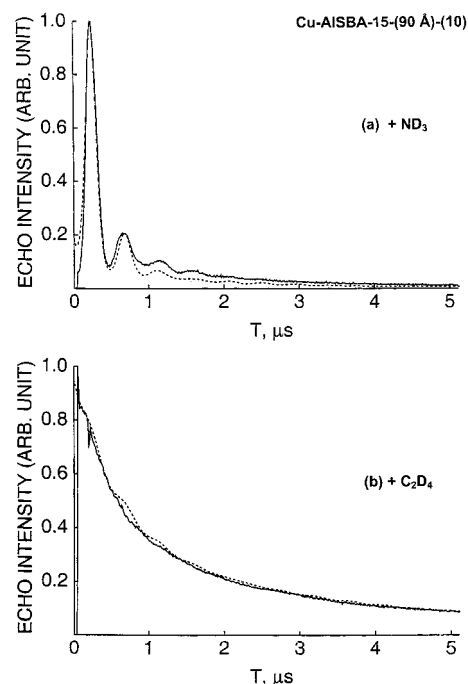 Cu-AlSBA-15-(90 Å)-(10)
(a) + ND3
ECHO INTENSITY (ARB. UNIT)
1.0
0.8
0.6
0.4
0.2
0 1 2 3 4 5
T, μs
(b) + C2D4
ECHO INTENSITY (ARB. UNIT)
1.0
0.8
0.6
0.4
0.2
0 1 2 3 4 5
T, μs